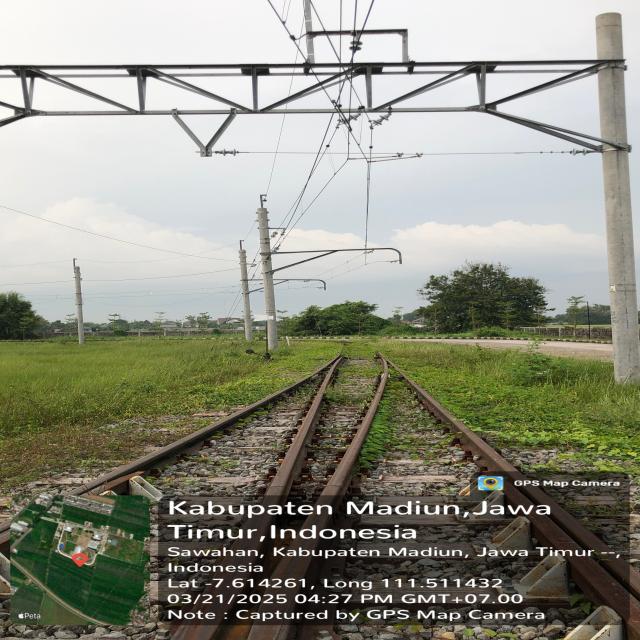 GPS Map Camera
Kabupaten Madiun,Jawa
Timur,Indonesia
Sawahan, Kabupaten Madiun, Jawa Timur --,
Indonesia
Lat -7.614261, Long 111.511432
03/21/2025 04:27 PM GMT+07.00
Note : Captured by GPS Map Camera
Peta